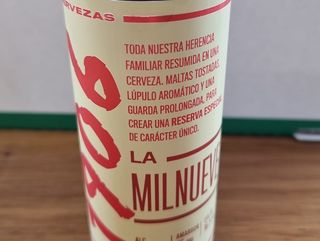 CERVEZAS
1906
TODA NUESTRA HERENCIA
FAMILIAR RESUMIDA EN UNA
CERVEZA. MALTAS TOSTADAS,
LÚPULO AROMÁTICO Y UNA
GUARDA PROLONGADA, PARA
CREAR UNA RESERVA ESPECIAL
DE CARÁCTER ÚNICO.
LA
MILNUEVE